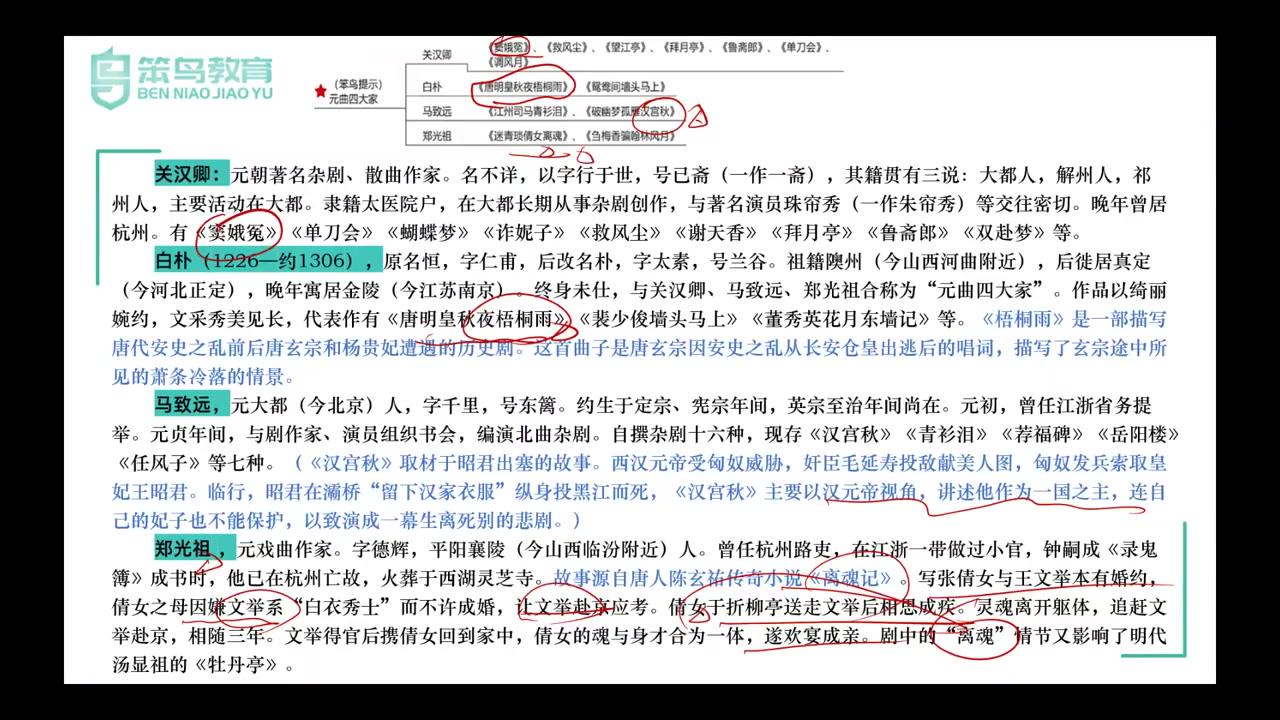 笨鸟教育
BEN NIAO JIAO YU
(笨鸟提示)
元曲四大家
关汉卿
《窦娥冤》、《救风尘》、《望江亭》、《拜月亭》、《鲁斋郎》、《单刀会》、
《调风月》
白朴
《唐明皇秋夜梧桐雨》 《鸳鸯间墙头马上》
马致远
《江州司马青衫泪》、《破幽梦孤雁汉宫秋》
郑光祖
《迷青琐倩女离魂》、《㑇梅香骗翰林风月》
关汉卿：元朝著名杂剧、散曲作家。名不详，以字行于世，号已斋（一作一斋），其籍贯有三说：大都人，解州人，祁
州人，主要活动在大都。隶籍太医院户，在大都长期从事杂剧创作，与著名演员珠帘秀（一作朱帘秀）等交往密切。晚年曾居
杭州。有《窦娥冤》《单刀会》《蝴蝶梦》《诈妮子》《救风尘》《谢天香》《拜月亭》《鲁斋郎》《双赴梦》等。
白朴（1226—约1306），原名恒，字仁甫，后改名朴，字太素，号兰谷。祖籍隩州（今山西河曲附近），后徙居真定
（今河北正定），晚年寓居金陵（今江苏南京）。终身未仕，与关汉卿、马致远、郑光祖合称为“元曲四大家”。作品以绮丽
婉约，文采秀美见长，代表作有《唐明皇秋夜梧桐雨》《裴少俊墙头马上》《董秀英花月东墙记》等。《梧桐雨》是一部描写
唐代安史之乱前后唐玄宗和杨贵妃遭遇的历史剧。这首曲子是唐玄宗因安史之乱从长安仓皇出逃后的唱词，描写了玄宗途中所
见的萧条冷落的情景。
马致远，元大都（今北京）人，字千里，号东篱。约生于定宗、宪宗年间，英宗至治年间尚在。元初，曾任江浙省务提
举。元贞年间，与剧作家、演员组织书会，编演北曲杂剧。自撰杂剧十六种，现存《汉宫秋》《青衫泪》《荐福碑》《岳阳楼》
《任风子》等七种。（《汉宫秋》取材于昭君出塞的故事。西汉元帝受匈奴威胁，奸臣毛延寿投敌献美人图，匈奴发兵索取皇
妃王昭君。临行，昭君在灞桥“留下汉家衣服”纵身投黑江而死，《汉宫秋》主要以汉元帝视角，讲述他作为一国之主，连自
己的妃子也不能保护，以致演成一幕生离死别的悲剧。）
郑光祖，元戏曲作家。字德辉，平阳襄陵（今山西临汾附近）人。曾任杭州路吏，在江浙一带做过小官，钟嗣成《录鬼
簿》成书时，他已在杭州亡故，火葬于西湖灵芝寺。故事源自唐人陈玄祐传奇小说《离魂记》。写张倩女与王文举本有婚约，
倩女之母因嫌文举系“白衣秀士”而不许成婚，让文举赴京应考。倩女于折柳亭送走文举后相思成疾。灵魂离开躯体，追赶文
举赴京，相随三年。文举得官后携倩女回到家中，倩女的魂与身才合为一体，遂欢宴成亲。剧中的“离魂”情节又影响了明代
汤显祖的《牡丹亭》。